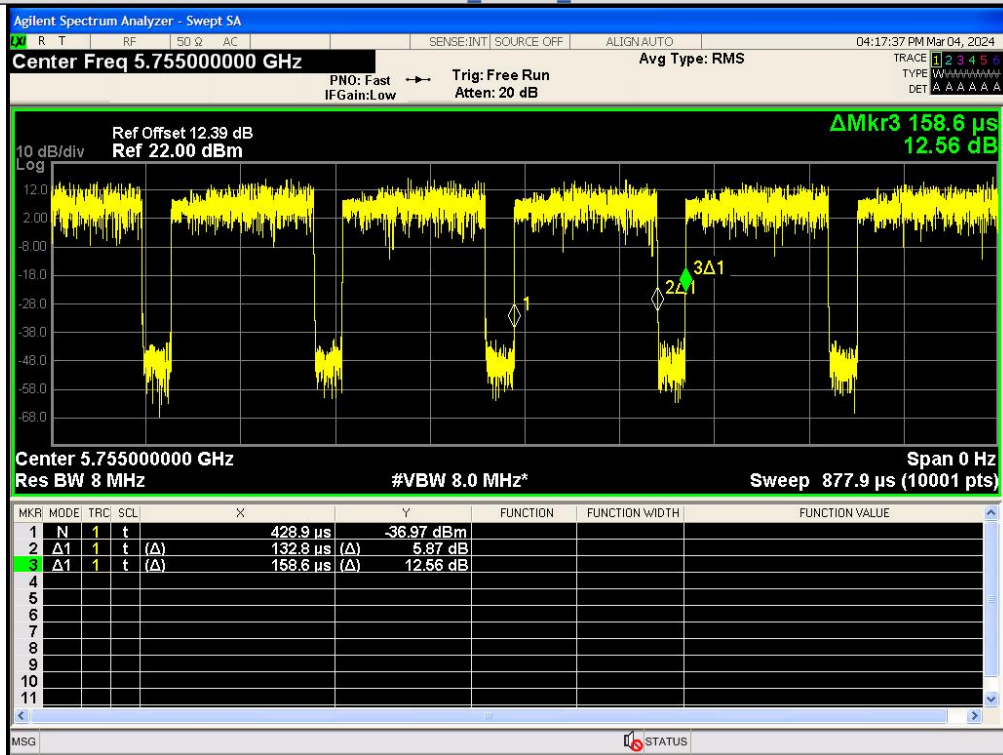 Agilent Spectrum Analyzer - Swept SA
LXI R T RF 50 Ω AC SENSE:INT SOURCE OFF ALIGN AUTO 04:17:37 PM Mar 04, 2024
Center Freq 5.755000000 GHz
Avg Type: RMS
TRACE 1 2 3 4 5 6
PNO: Fast Trig: Free Run
TYPE W
IFGain:Low Atten: 20 dB
DET A A A A A A
ΔMkr3 158.6 µs
12.56 dB
Ref Offset 12.39 dB
10 dB/div Ref 22.00 dBm
Log
12.0
2.00
-8.00
-18.0
-28.0
-38.0
-48.0
-58.0
-68.0
3Δ1
2Δ1
1
Center 5.755000000 GHz Span 0 Hz
Res BW 8 MHz #VBW 8.0 MHz* Sweep 877.9 µs (10001 pts)
MKR MODE TRC SCL X Y FUNCTION FUNCTION WIDTH FUNCTION VALUE
1 N 1 t 428.9 µs -36.97 dBm
2 Δ1 1 t (Δ) 132.8 µs (Δ) 5.87 dB
3 Δ1 1 t (Δ) 158.6 µs (Δ) 12.56 dB
4
5
6
7
8
9
10
11
MSG STATUS